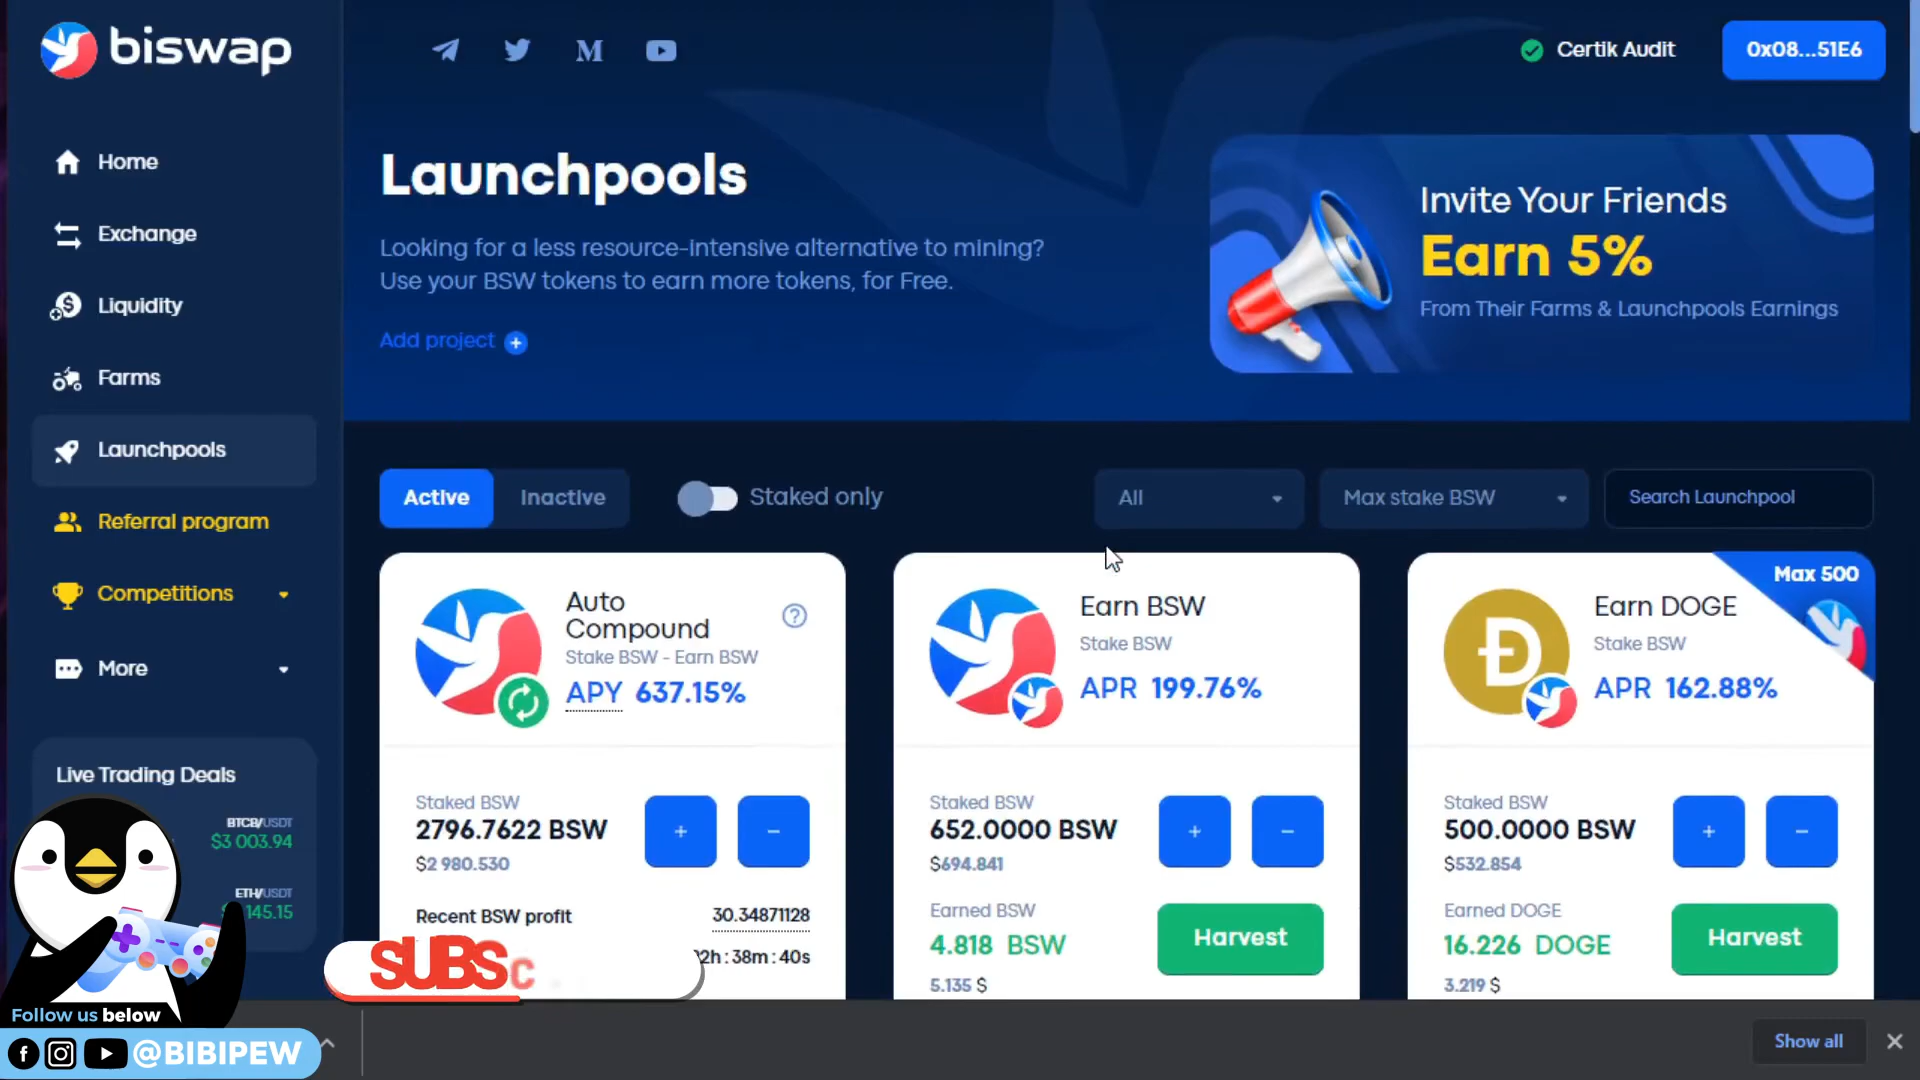 biswap
Certik Audit
0x08...51E6
Home
Exchange
Liquidity
Farms
Launchpools
Referral program
Competitions
More
Live Trading Deals
BTCB/USDT
$3 003.94
ETH/USDT
145.15
Launchpools
Looking for a less resource-intensive alternative to mining?
Use your BSW tokens to earn more tokens, for Free.
Add project
Invite Your Friends
Earn 5%
From Their Farms & Launchpools Earnings
Active
Inactive
Staked only
All
Max stake BSW
Search Launchpool
Auto
Compound
Stake BSW - Earn BSW
APY 637.15%
Staked BSW
2796.7622 BSW
$2 980.530
Recent BSW profit
30.34871128
2h : 38m : 40s
Earn BSW
Stake BSW
APR 199.76%
Staked BSW
652.0000 BSW
$694.841
Earned BSW
4.818 BSW
5.135 $
Harvest
Max 500
Earn DOGE
Stake BSW
APR 162.88%
Staked BSW
500.0000 BSW
$532.854
Earned DOGE
16.226 DOGE
3.219 $
Harvest
SUBSC
Follow us below
@BIBIPEW
Show all